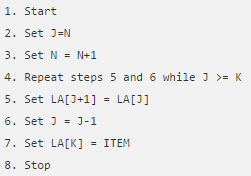 1. Start
2. Set J=N
3. Set N = N+1
4. Repeat steps 5 and 6 while J >= K
5. Set LA[J+1] = LA[J]
6. Set J = J-1
7. Set LA[K] = ITEM
8. Stop